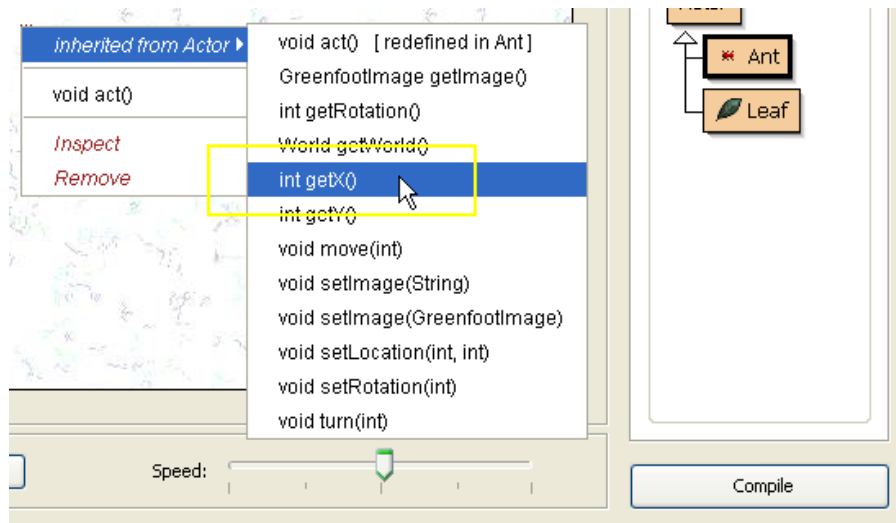 inherited from Actor
void act()
Inspect
Remove
void act() [ redefined in Ant ]
GreenfootImage getImage()
int getRotation()
World getWorld()
int getX()
int getY()
void move(int)
void setImage(String)
void setImage(GreenfootImage)
void setLocation(int, int)
void setRotation(int)
void turn(int)
Actor
Ant
Leaf
Speed:
Compile